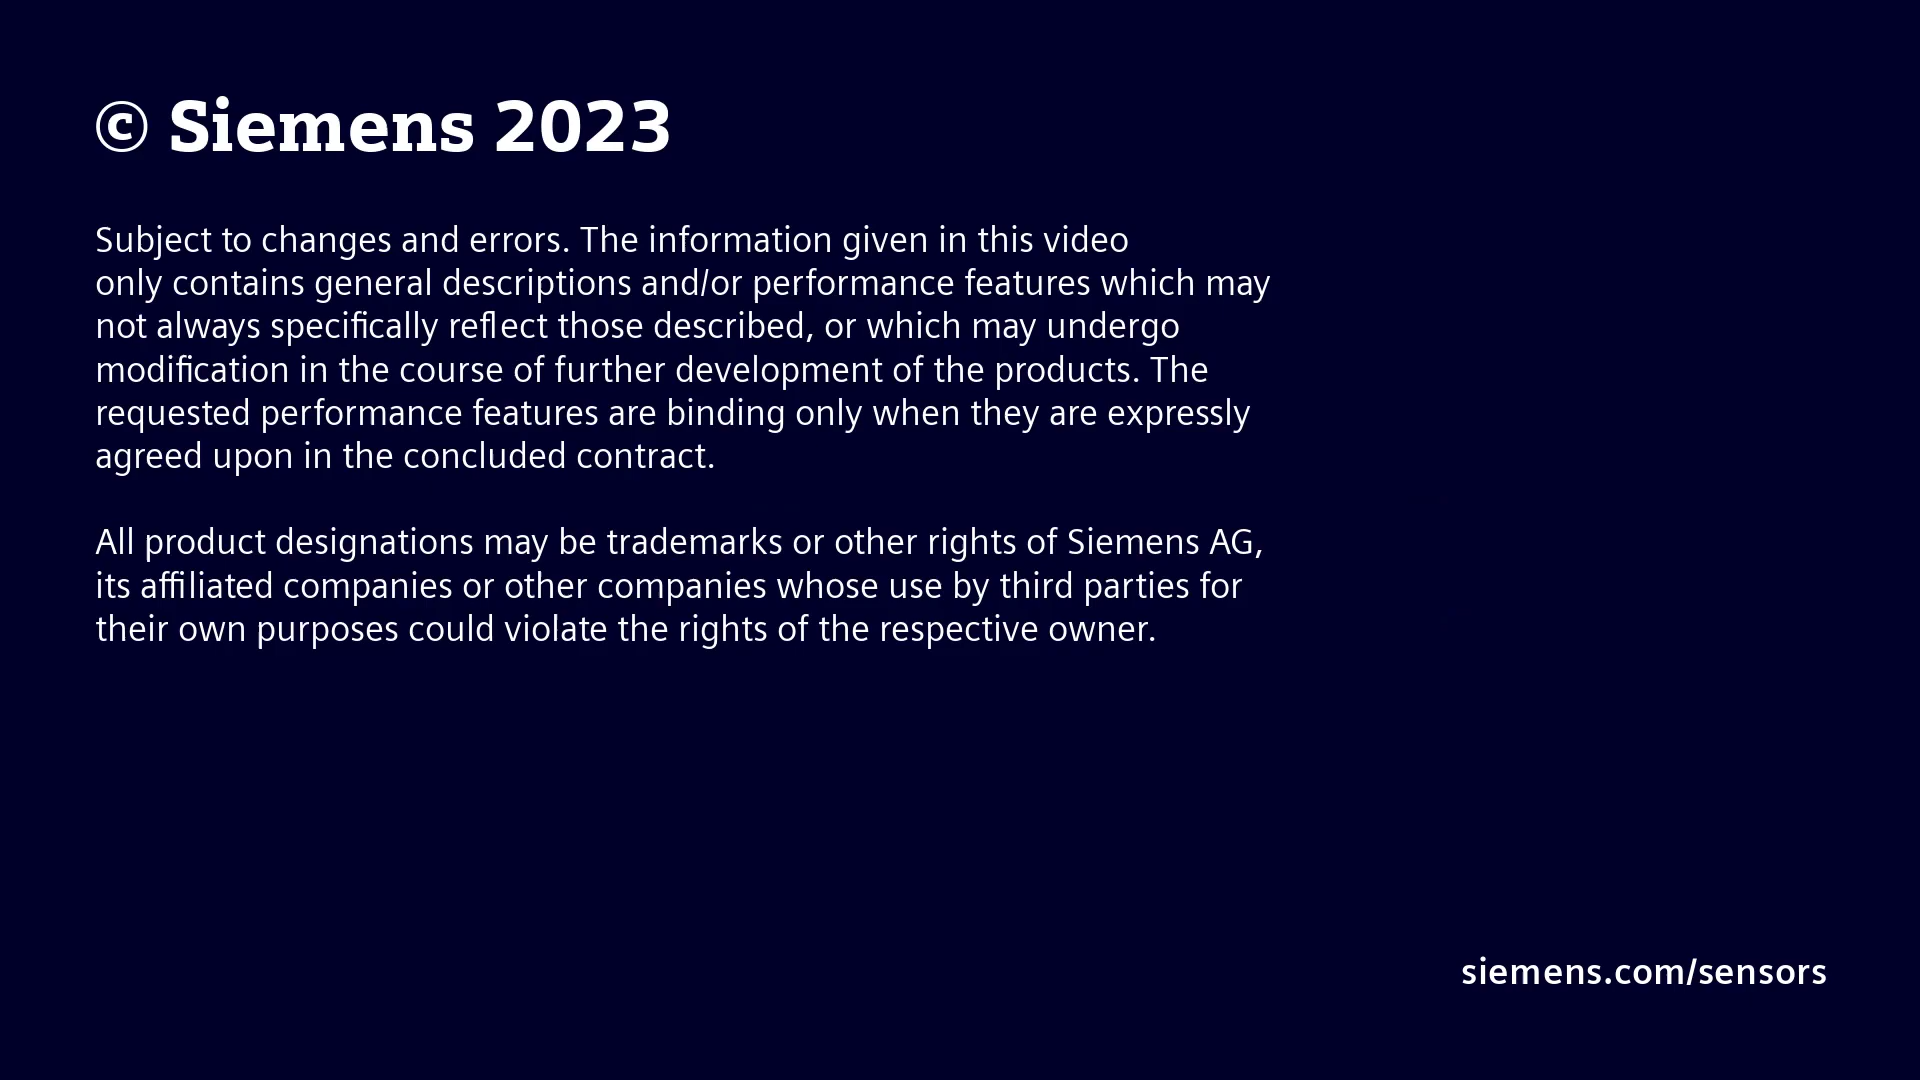 © Siemens 2023
Subject to changes and errors. The information given in this video
only contains general descriptions and/or performance features which may
not always specifically reflect those described, or which may undergo
modification in the course of further development of the products. The
requested performance features are binding only when they are expressly
agreed upon in the concluded contract.
All product designations may be trademarks or other rights of Siemens AG,
its affiliated companies or other companies whose use by third parties for
their own purposes could violate the rights of the respective owner.
siemens.com/sensors